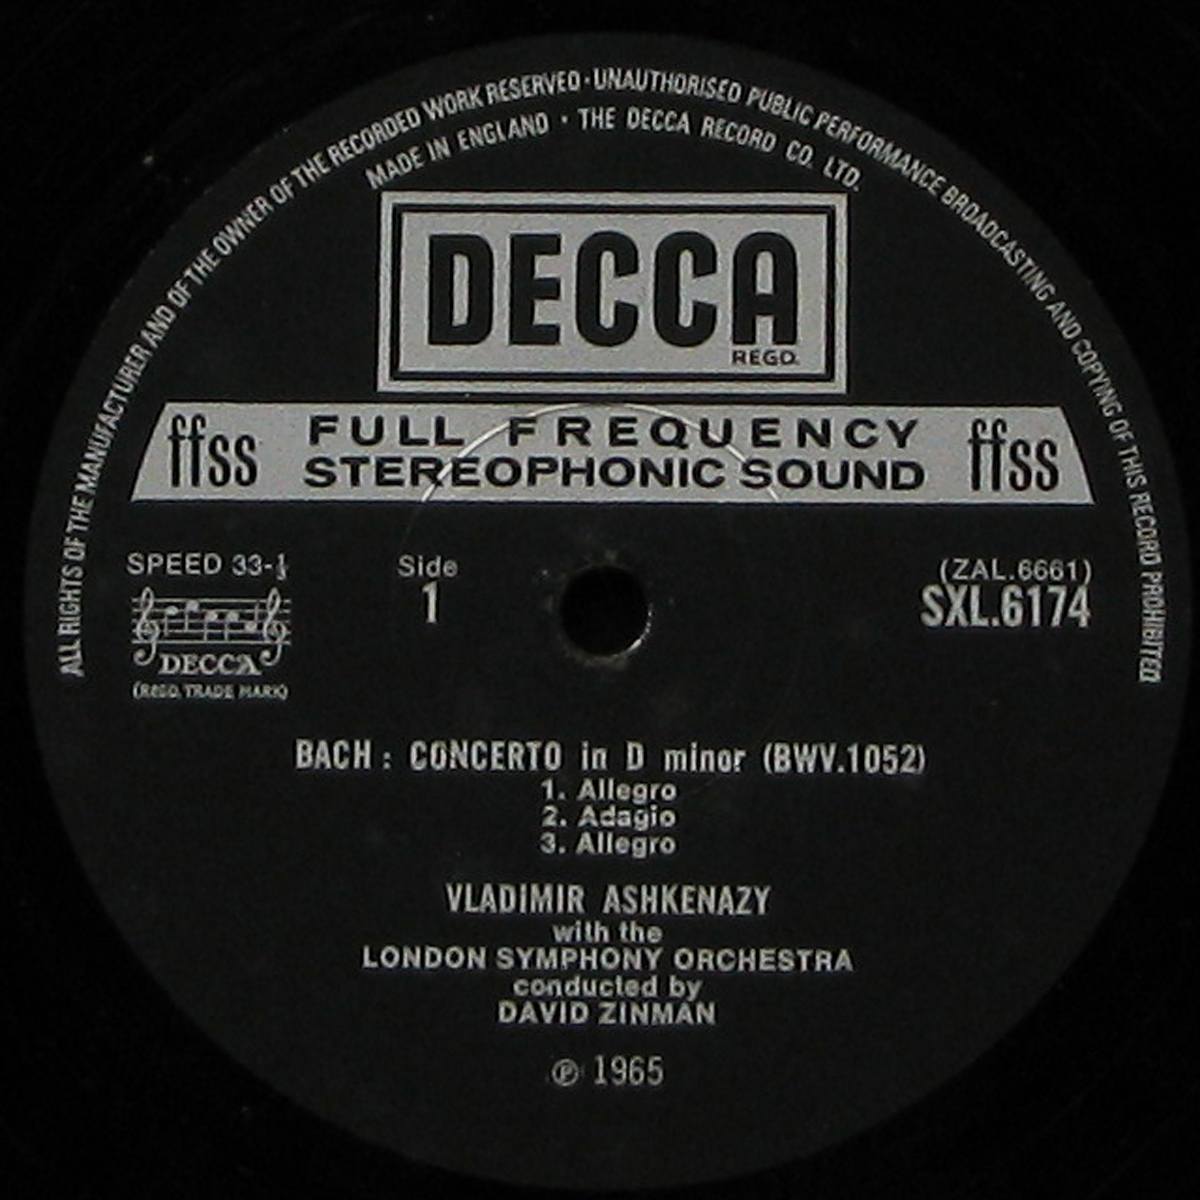 ALL RIGHTS OF THE MANUFACTURER AND OF THE OWNER OF THE RECORDED WORK RESERVED · UNAUTHORISED PUBLIC PERFORMANCE BROADCASTING AND COPYING OF THIS RECORD PROHIBITED
MADE IN ENGLAND · THE DECCA RECORD CO. LTD.
DECCA
REGD.
ffss FULL FREQUENCY STEREOPHONIC SOUND ffss
SPEED 33-⅓
Side
1
(ZAL.6661)
SXL.6174
DECCA
(REGD. TRADE MARK)
BACH : CONCERTO in D minor (BWV.1052)
1. Allegro
2. Adagio
3. Allegro
VLADIMIR ASHKENAZY
with the
LONDON SYMPHONY ORCHESTRA
conducted by
DAVID ZINMAN
℗ 1965